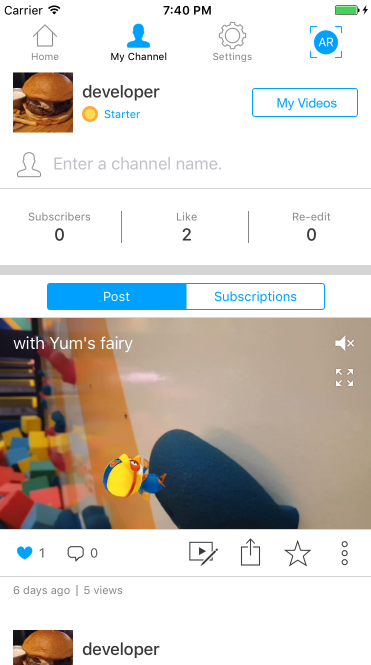 Carrier 7:40 PM
Home My Channel Settings AR
developer
Starter
My Videos
Enter a channel name.
Subscribers Like Re-edit
0 2 0
Post Subscriptions
with Yum's fairy
1 0
6 days ago | 5 views
developer